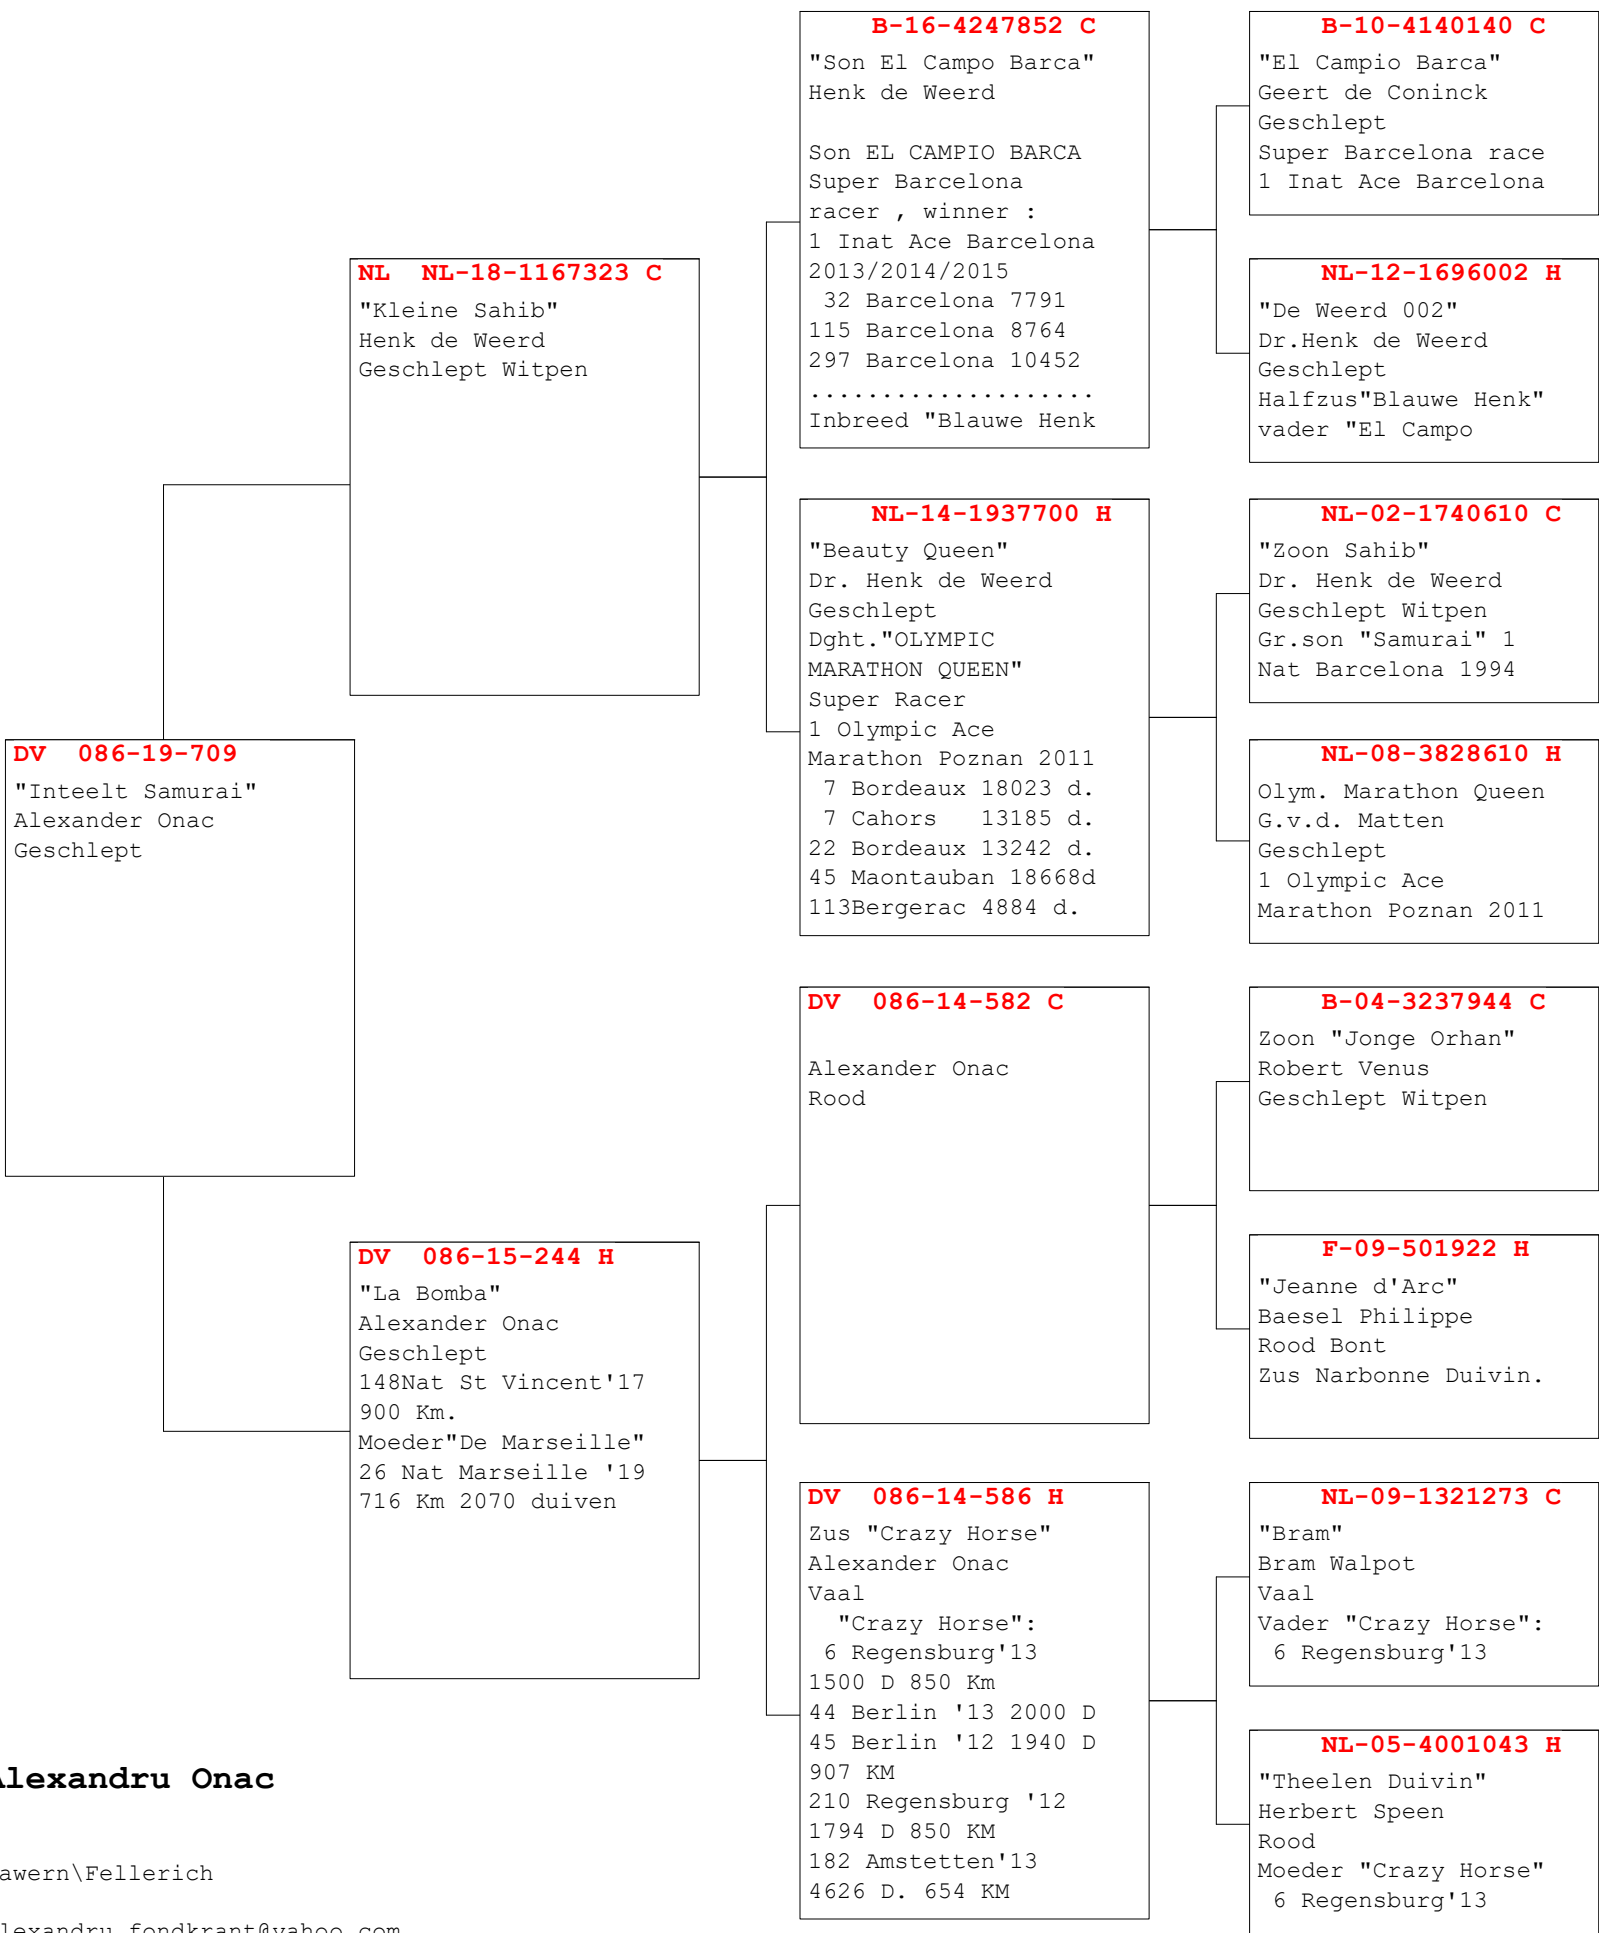 DV 086-19-709
"Inteelt Samurai"
Alexander Onac
Geschlept
NL NL-18-1167323 C
"Kleine Sahib"
Henk de Weerd
Geschlept Witpen
DV 086-15-244 H
"La Bomba"
Alexander Onac
Geschlept
148Nat St Vincent'17
900 Km.
Moeder"De Marseille"
26 Nat Marseille '19
716 Km 2070 duiven
B-16-4247852 C
"Son El Campo Barca"
Henk de Weerd
Son EL CAMPIO BARCA
Super Barcelona
racer , winner :
1 Inat Ace Barcelona
2013/2014/2015
32 Barcelona 7791
115 Barcelona 8764
297 Barcelona 10452
....................
Inbreed "Blauwe Henk
NL-14-1937700 H
"Beauty Queen"
Dr. Henk de Weerd
Geschlept
Dght."OLYMPIC
MARATHON QUEEN"
Super Racer
1 Olympic Ace
Marathon Poznan 2011
7 Bordeaux 18023 d.
7 Cahors 13185 d.
22 Bordeaux 13242 d.
45 Maontauban 18668d
113Bergerac 4884 d.
DV 086-14-582 C
Alexander Onac
Rood
DV 086-14-586 H
Zus "Crazy Horse"
Alexander Onac
Vaal
"Crazy Horse":
6 Regensburg'13
1500 D 850 Km
44 Berlin '13 2000 D
45 Berlin '12 1940 D
907 KM
210 Regensburg '12
1794 D 850 KM
182 Amstetten'13
4626 D. 654 KM
B-10-4140140 C
"El Campio Barca"
Geert de Coninck
Geschlept
Super Barcelona race
1 Inat Ace Barcelona
NL-12-1696002 H
"De Weerd 002"
Dr.Henk de Weerd
Geschlept
Halfzus"Blauwe Henk"
vader "El Campo
NL-02-1740610 C
"Zoon Sahib"
Dr. Henk de Weerd
Geschlept Witpen
Gr.son "Samurai" 1
Nat Barcelona 1994
NL-08-3828610 H
Olym. Marathon Queen
G.v.d. Matten
Geschlept
1 Olympic Ace
Marathon Poznan 2011
B-04-3237944 C
Zoon "Jonge Orhan"
Robert Venus
Geschlept Witpen
F-09-501922 H
"Jeanne d'Arc"
Baesel Philippe
Rood Bont
Zus Narbonne Duivin.
NL-09-1321273 C
"Bram"
Bram Walpot
Vaal
Vader "Crazy Horse":
6 Regensburg'13
NL-05-4001043 H
"Theelen Duivin"
Herbert Speen
Rood
Moeder "Crazy Horse"
6 Regensburg'13
Alexandru Onac
awern\Fellerich
lexandru.fondkrant@yahoo.com